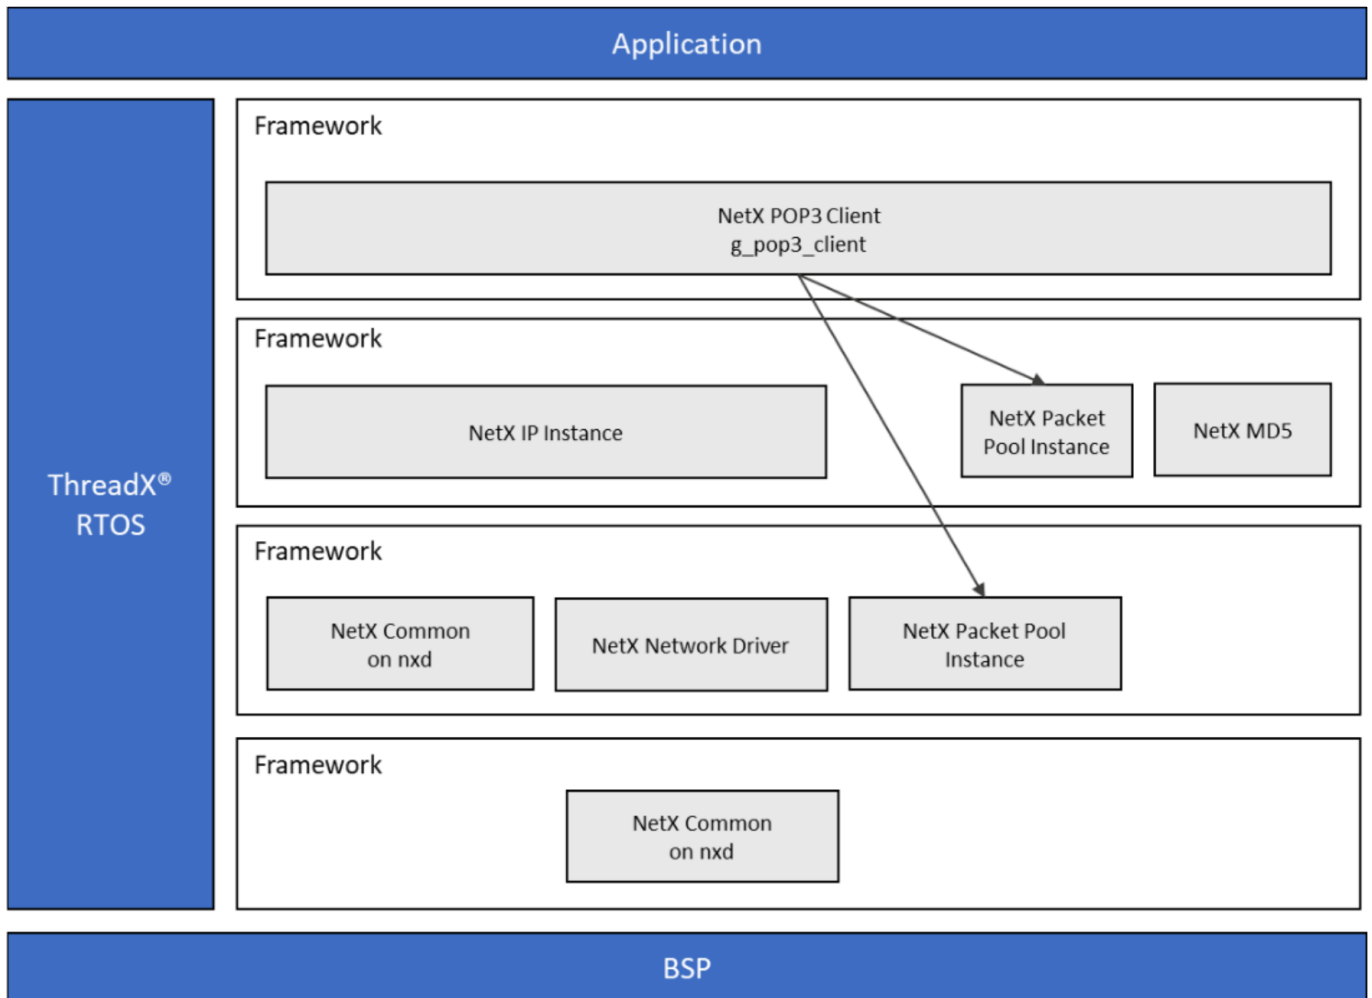 Application
ThreadX®
RTOS
Framework
NetX POP3 Client
g_pop3_client
Framework
NetX IP Instance
NetX Packet
Pool Instance
NetX MD5
Framework
NetX Common
on nxd
NetX Network Driver
NetX Packet Pool
Instance
Framework
NetX Common
on nxd
BSP